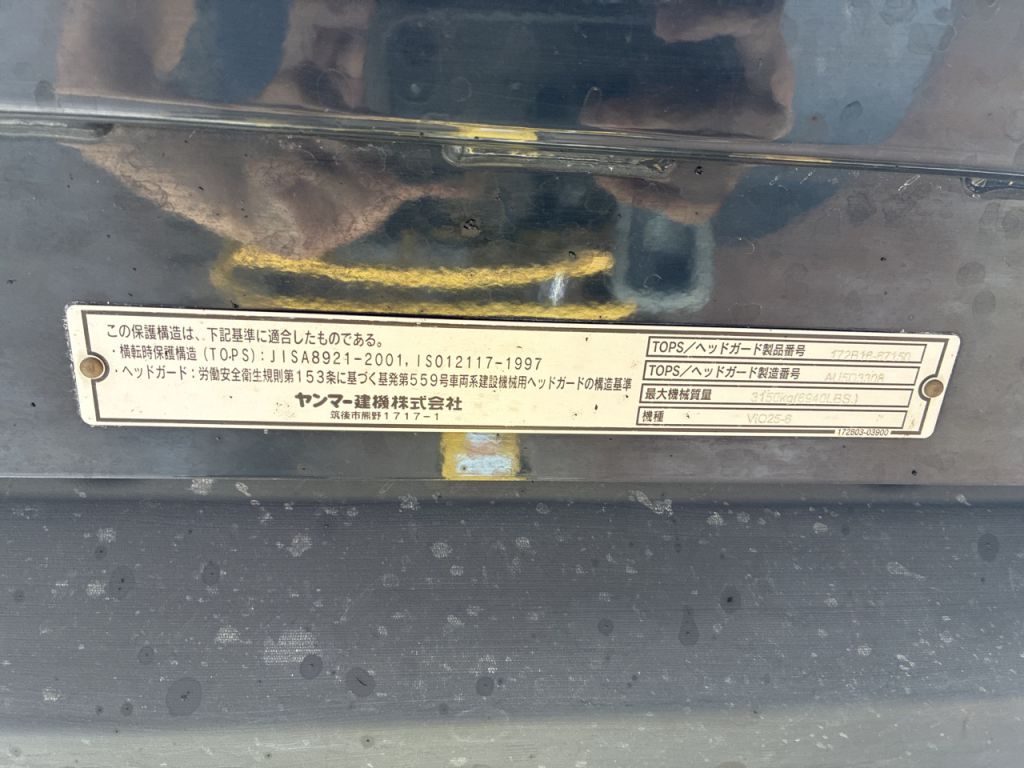 この保護構造は、下記基準に適合したものである。
・横転時保護構造(TOPS):JISA8921-2001, ISO12117-1997
・ヘッドガード:労働安全衛生規則第153条に基づく基発第559号車両系建設機械用ヘッドガードの構造基準
ヤンマー建機株式会社
筑後市熊野1717-1
TOPS/ヘッドガード製品番号
TOPS/ヘッドガード製造番号
最大機械質量 3150kg(6940LBS.)
機種 ViO25-6
172B03-03900